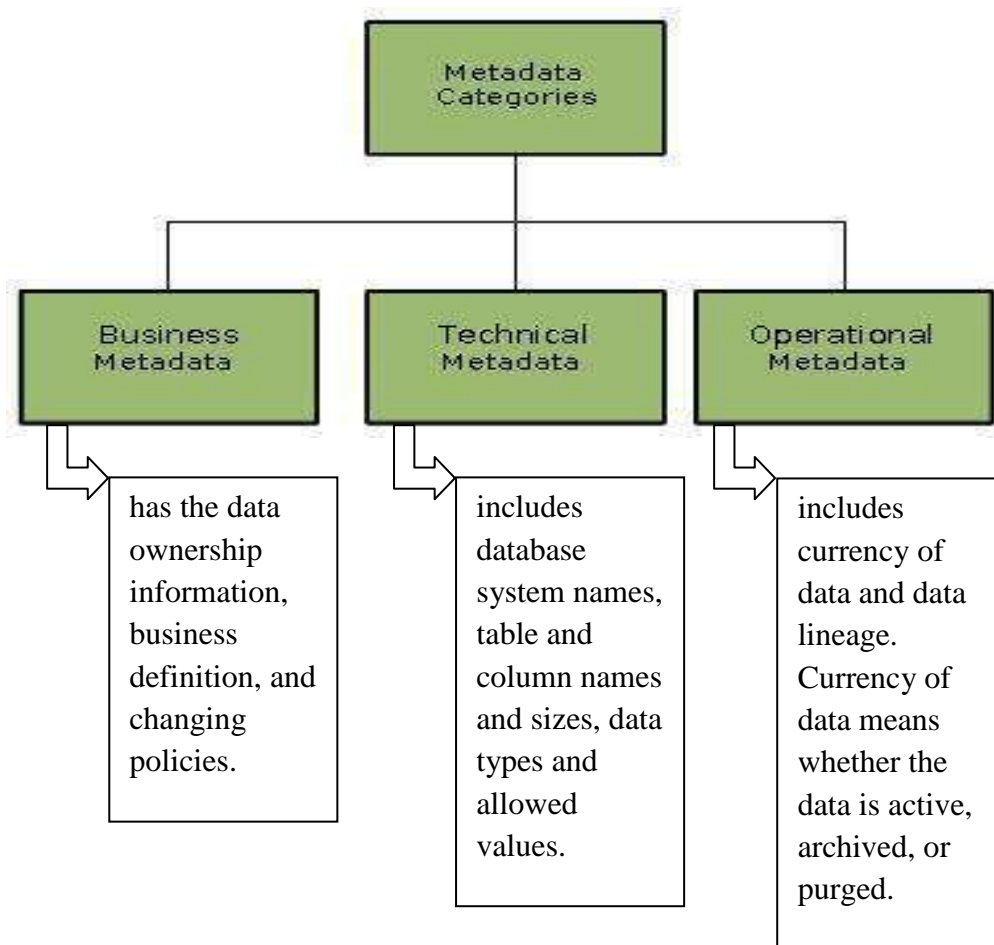 Metadata
Categories
Business
Metadata
Technical
Metadata
Operational
Metadata
has the data
ownership
information,
business
definition, and
changing
policies.
includes
database
system names,
table and
column names
and sizes, data
types and
allowed
values.
includes
currency of
data and data
lineage.
Currency of
data means
whether the
data is active,
archived, or
purged.